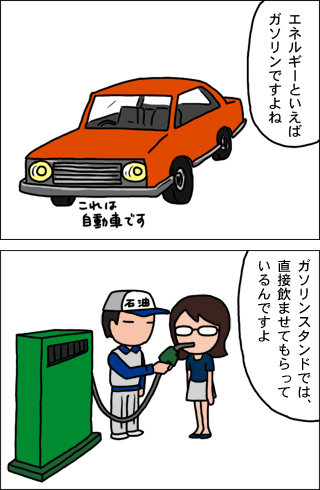 エネルギーといえば
ガソリンですよね
これは
自動車です
ガソリンスタンドでは、
直接飲ませてもらって
いるんですよ
石油